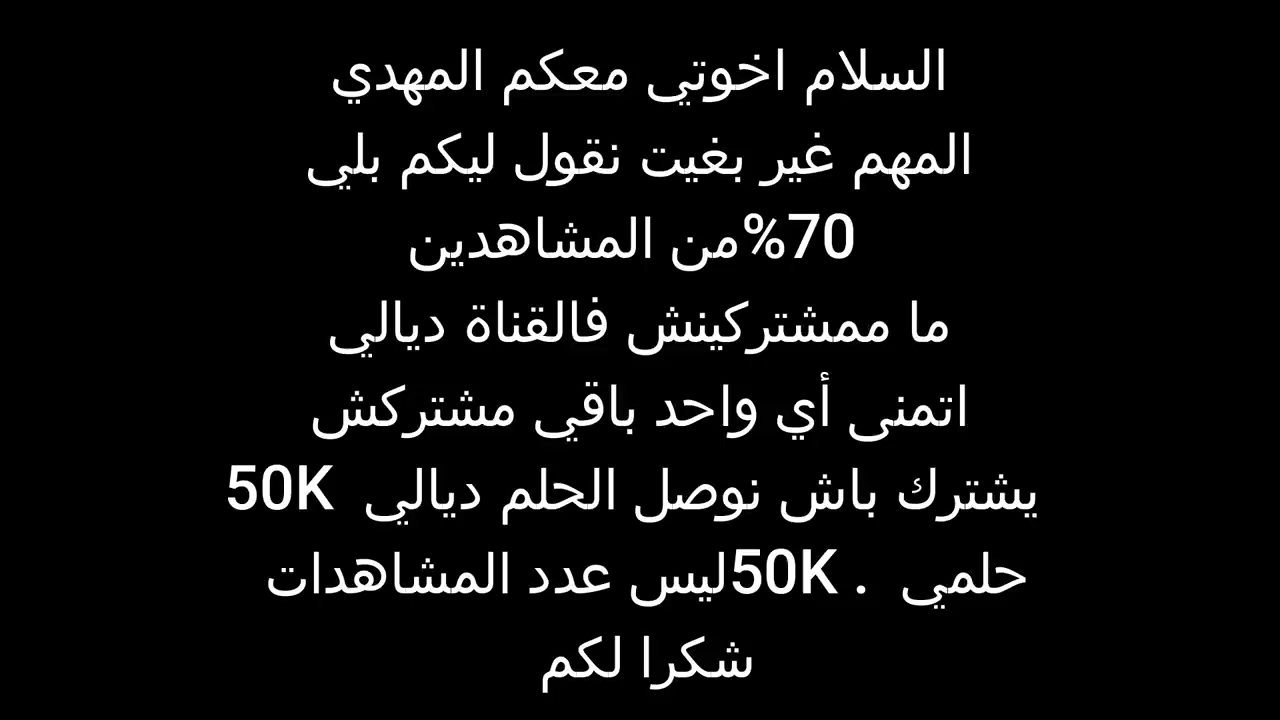 السلام اخوتي معكم المهدي
المهم غير بغيت نقول ليكم بلي
70%من المشاهدين
ما ممشتركينش فالقناة ديالي
اتمنى أي واحد باقي مشتركش
يشترك باش نوصل الحلم ديالي 50K
حلمي . 50Kليس عدد المشاهدات
شكرا لكم